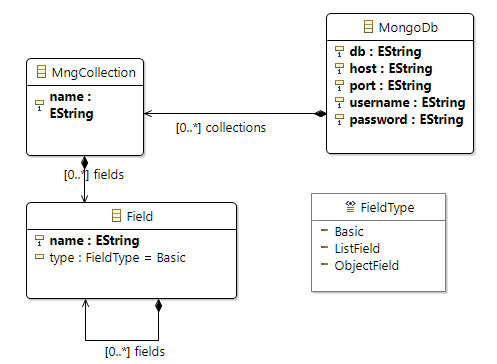 MongoDb
db : EString
host : EString
port : EString
username : EString
password : EString
MngCollection
name :
EString
[0..*] collections
[0..*] fields
Field
name : EString
type : FieldType = Basic
[0..*] fields
FieldType
Basic
ListField
ObjectField